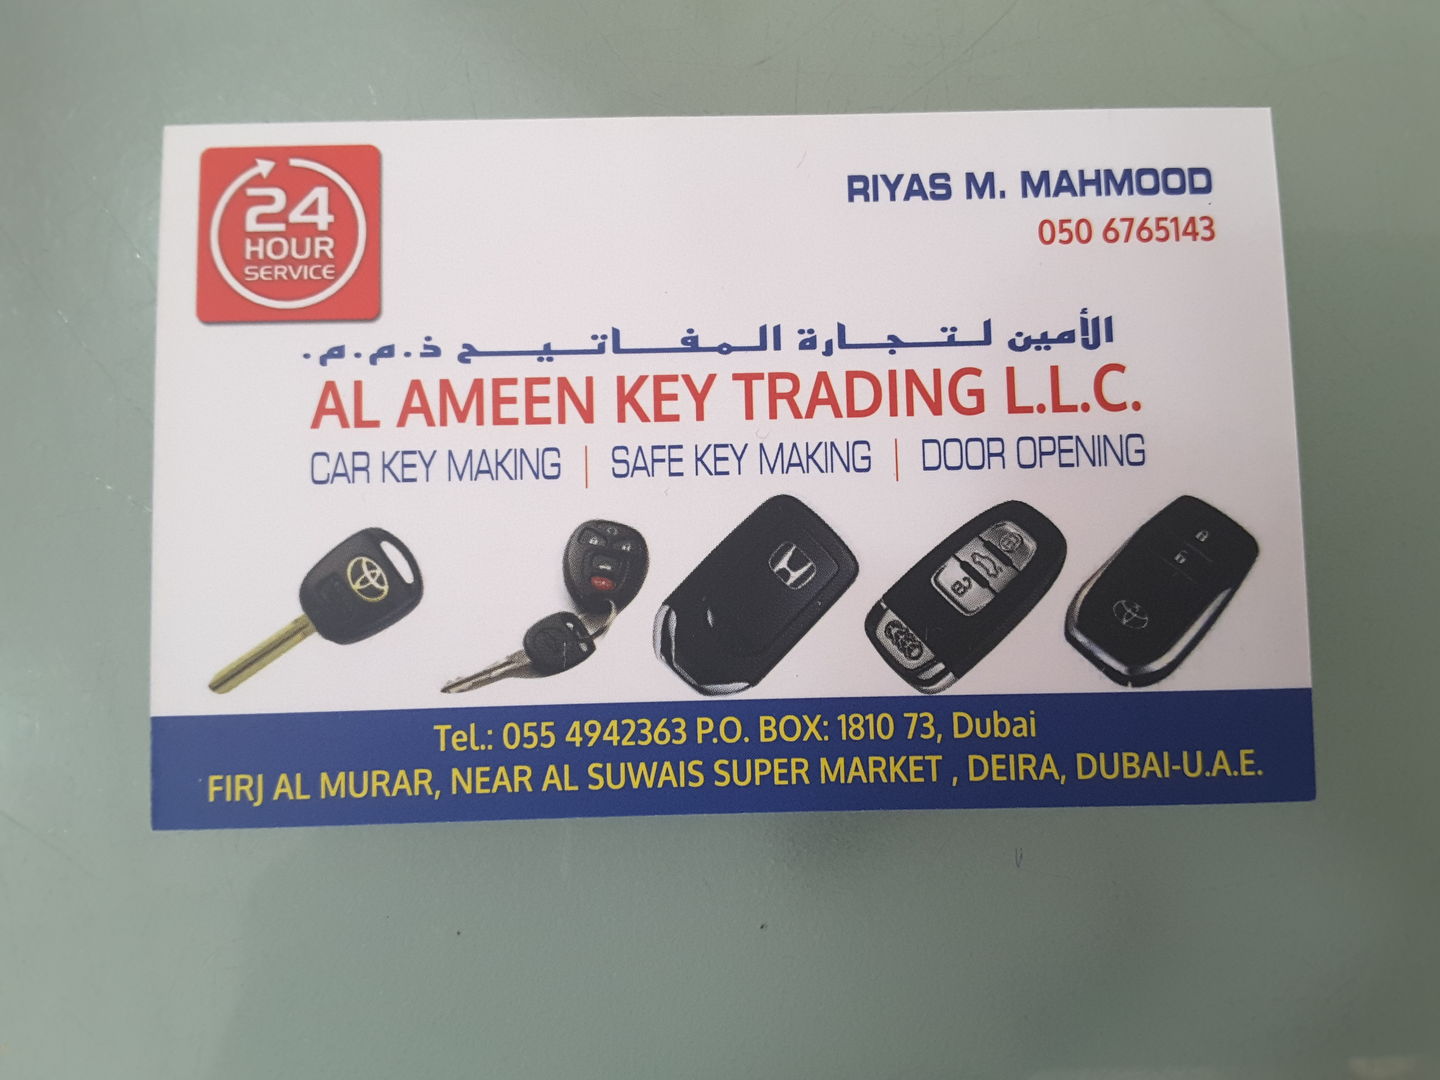 24
HOUR
SERVICE
RIYAS M. MAHMOOD
050 6765143
الأمين لتجارة المفاتيح ذ.م.م.
AL AMEEN KEY TRADING L.L.C.
CAR KEY MAKING | SAFE KEY MAKING | DOOR OPENING
Tel.: 055 4942363 P.O. BOX: 1810 73, Dubai
FIRJ AL MURAR, NEAR AL SUWAIS SUPER MARKET , DEIRA, DUBAI-U.A.E.